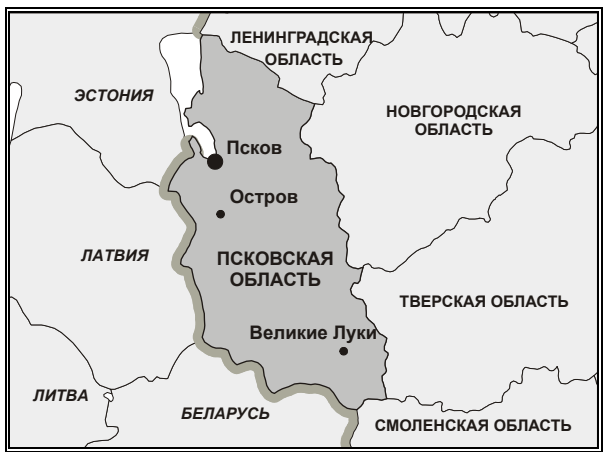 ЛЕНИНГРАДСКАЯ
ОБЛАСТЬ
ЭСТОНИЯ
НОВГОРОДСКАЯ
ОБЛАСТЬ
Псков
Остров
ЛАТВИЯ
ПСКОВСКАЯ
ОБЛАСТЬ
ТВЕРСКАЯ ОБЛАСТЬ
Великие Луки
ЛИТВА
БЕЛАРУСЬ
СМОЛЕНСКАЯ ОБЛАСТЬ